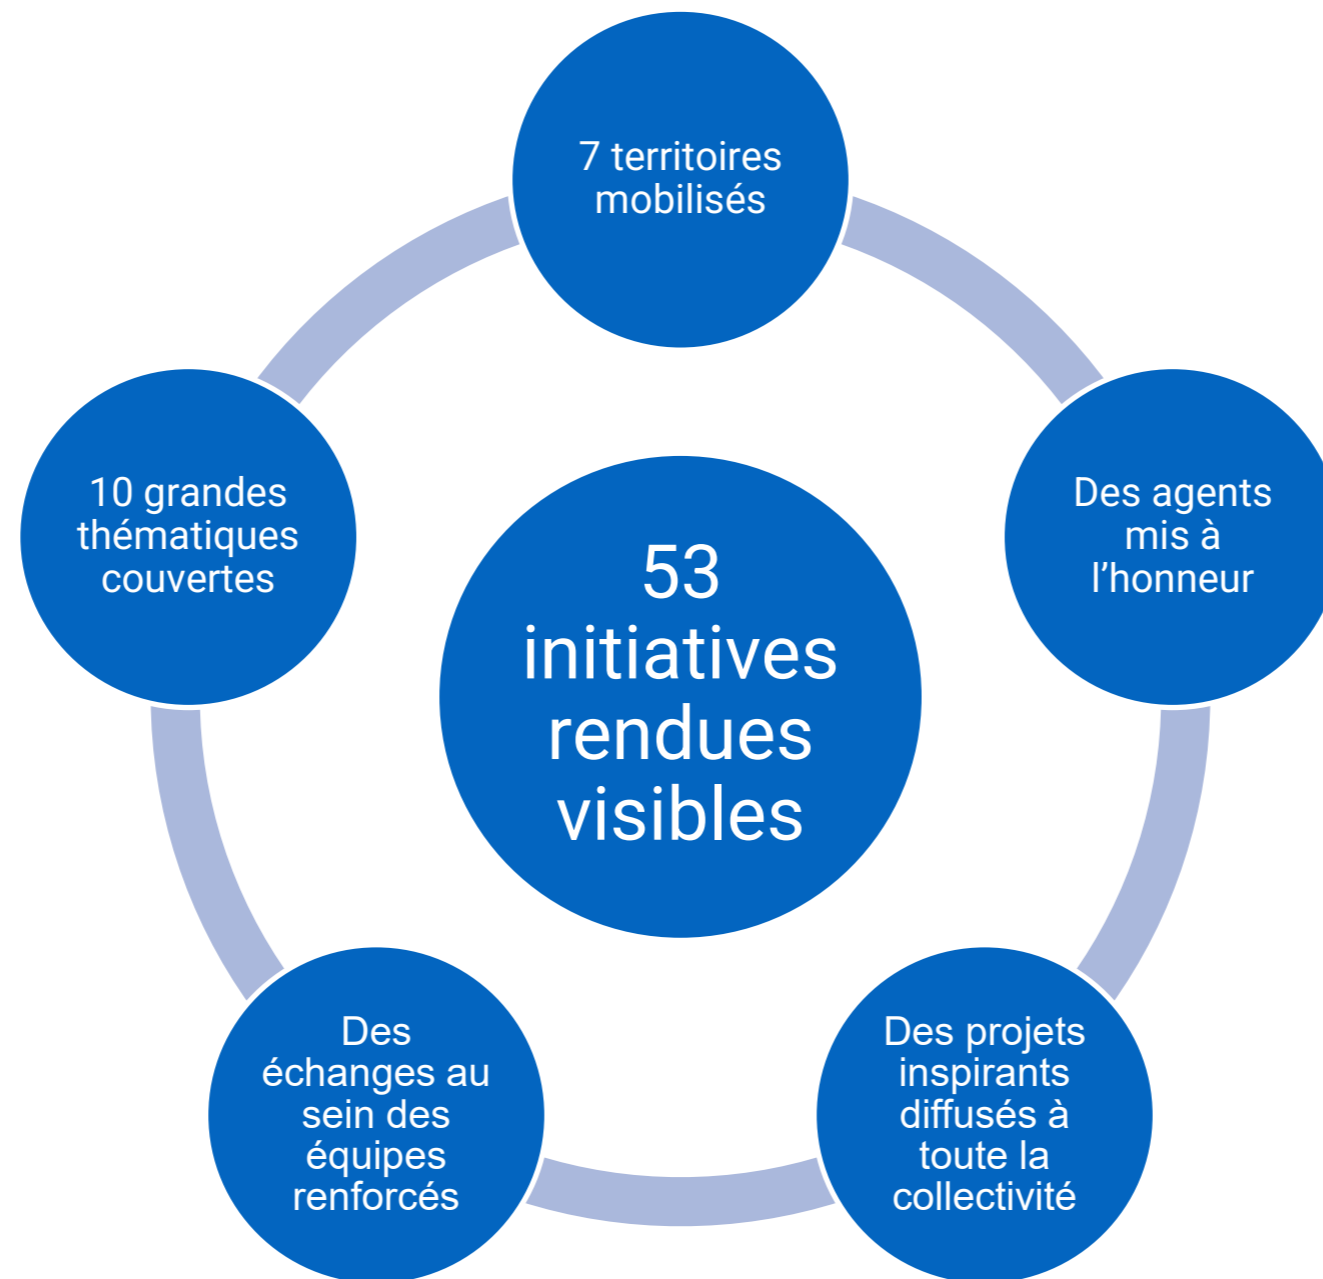 7 territoires
mobilisés
10 grandes
thématiques
couvertes
Des agents
mis à
l’honneur
53
initiatives
rendues
visibles
Des
échanges au
sein des
équipes
renforcés
Des projets
inspirants
diffusés à
toute la
collectivité